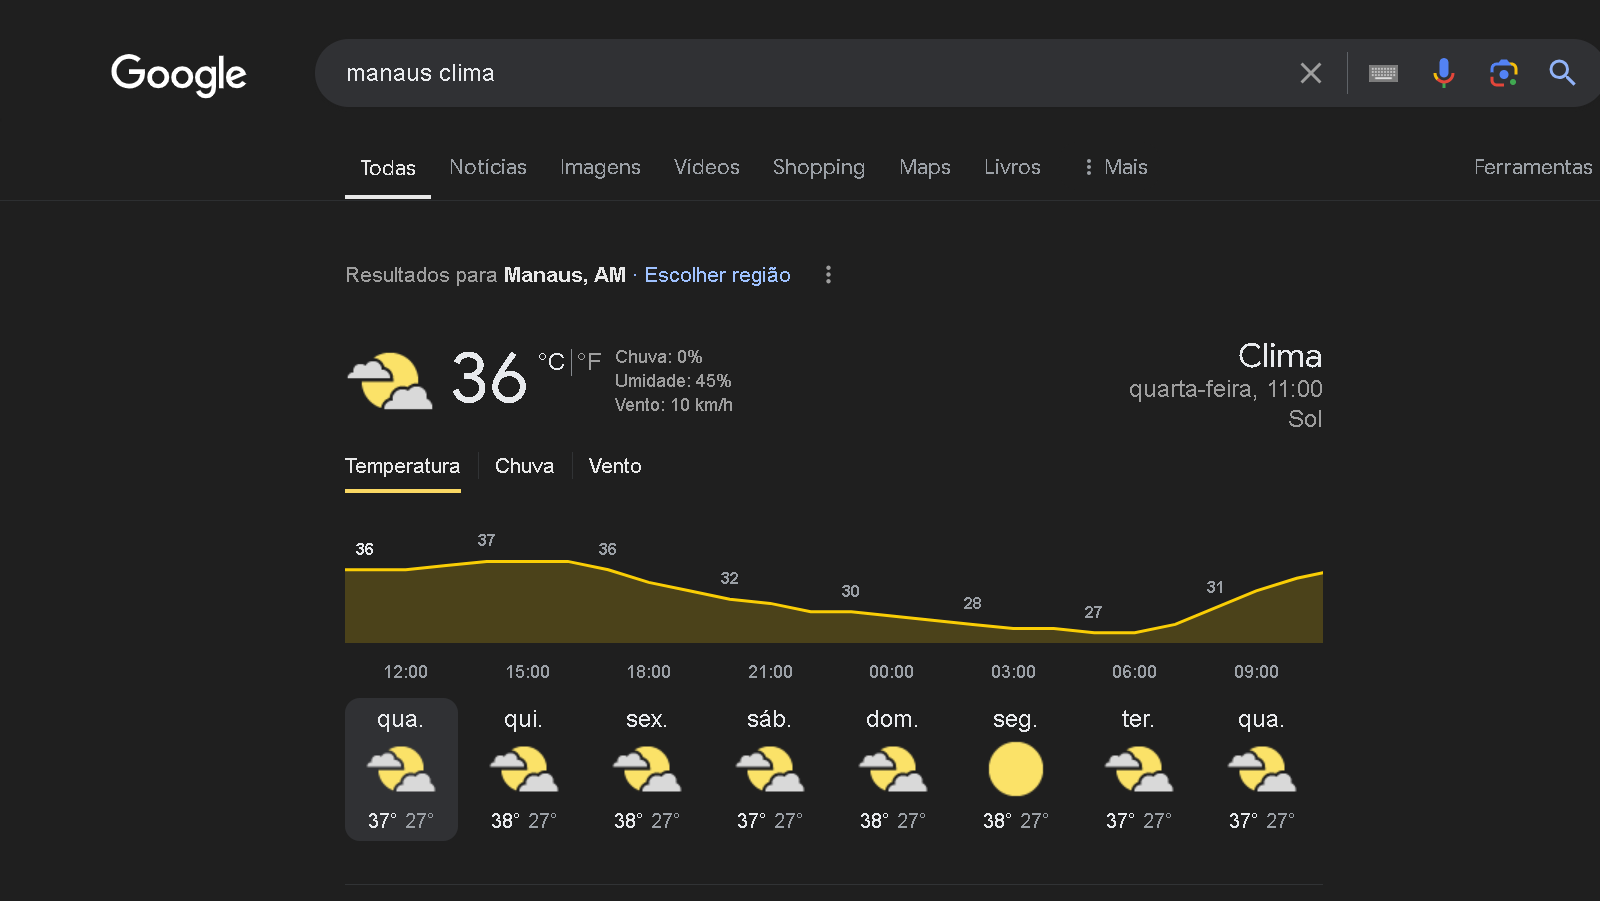 Google
manaus clima
Todas Notícias Imagens Vídeos Shopping Maps Livros Mais Ferramentas
Resultados para Manaus, AM · Escolher região
36 °C | °F
Chuva: 0%
Umidade: 45%
Vento: 10 km/h
Clima
quarta-feira, 11:00
Sol
Temperatura Chuva Vento
36 37 36 32 30 28 27 31
12:00 15:00 18:00 21:00 00:00 03:00 06:00 09:00
qua. qui. sex. sáb. dom. seg. ter. qua.
37° 27° 38° 27° 38° 27° 37° 27° 38° 27° 38° 27° 37° 27° 37° 27°